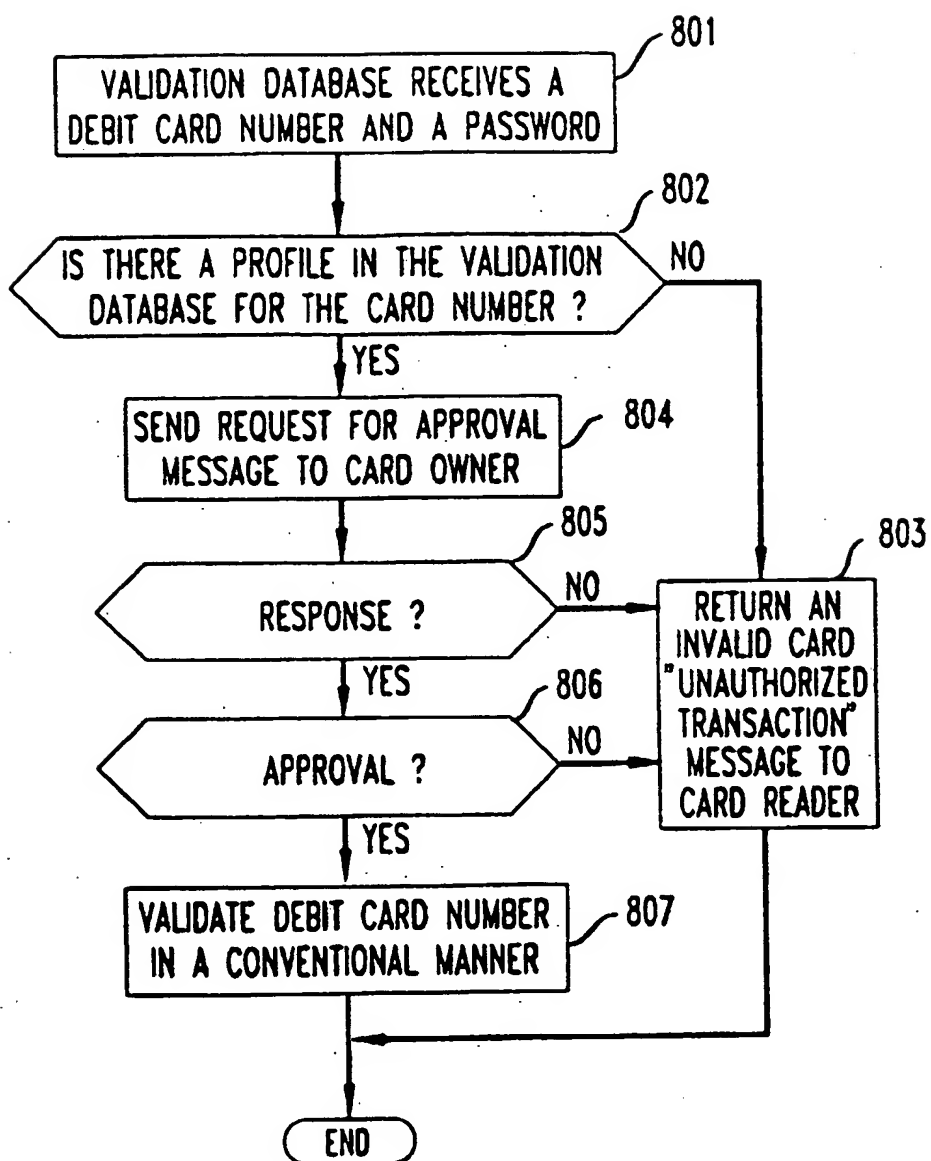 801
VALIDATION DATABASE RECEIVES A
DEBIT CARD NUMBER AND A PASSWORD
802
IS THERE A PROFILE IN THE VALIDATION
DATABASE FOR THE CARD NUMBER ?
NO
YES
SEND REQUEST FOR APPROVAL
MESSAGE TO CARD OWNER
804
805
RESPONSE ?
NO
YES
803
RETURN AN
INVALID CARD
"UNAUTHORIZED
TRANSACTION"
MESSAGE TO
CARD READER
806
APPROVAL ?
NO
YES
VALIDATE DEBIT CARD NUMBER
IN A CONVENTIONAL MANNER
807
END